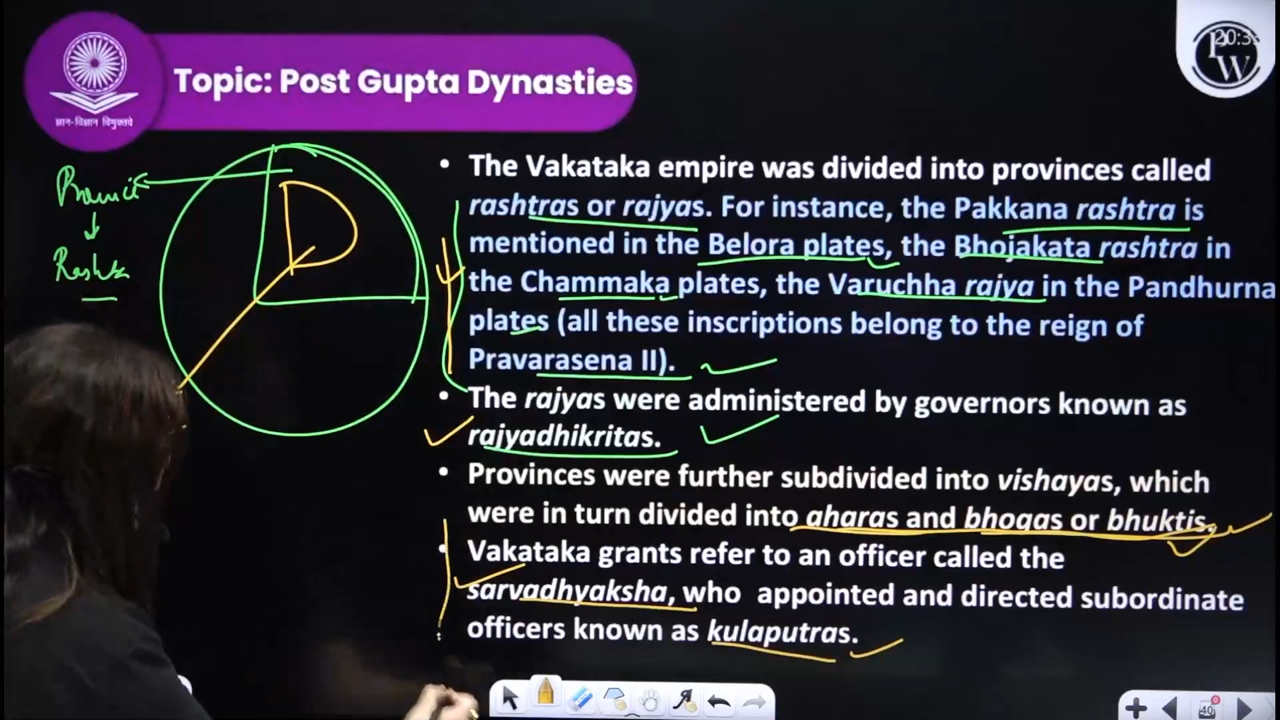 Topic: Post Gupta Dynasties
ज्ञान-विज्ञान विमुक्तये
P
W
20:3
Rashtra
D
• The Vakataka empire was divided into provinces called
rashtras or rajyas. For instance, the Pakkana rashtra is
mentioned in the Belora plates, the Bhojakata rashtra in
the Chammaka plates, the Varuchha rajya in the Pandhurna
plates (all these inscriptions belong to the reign of
Pravarasena II).
• The rajyas were administered by governors known as
rajyadhikritas.
• Provinces were further subdivided into vishayas, which
were in turn divided into aharas and bhogas or bhuktis.
• Vakataka grants refer to an officer called the
sarvadhyaksha, who appointed and directed subordinate
officers known as kulaputras.
40